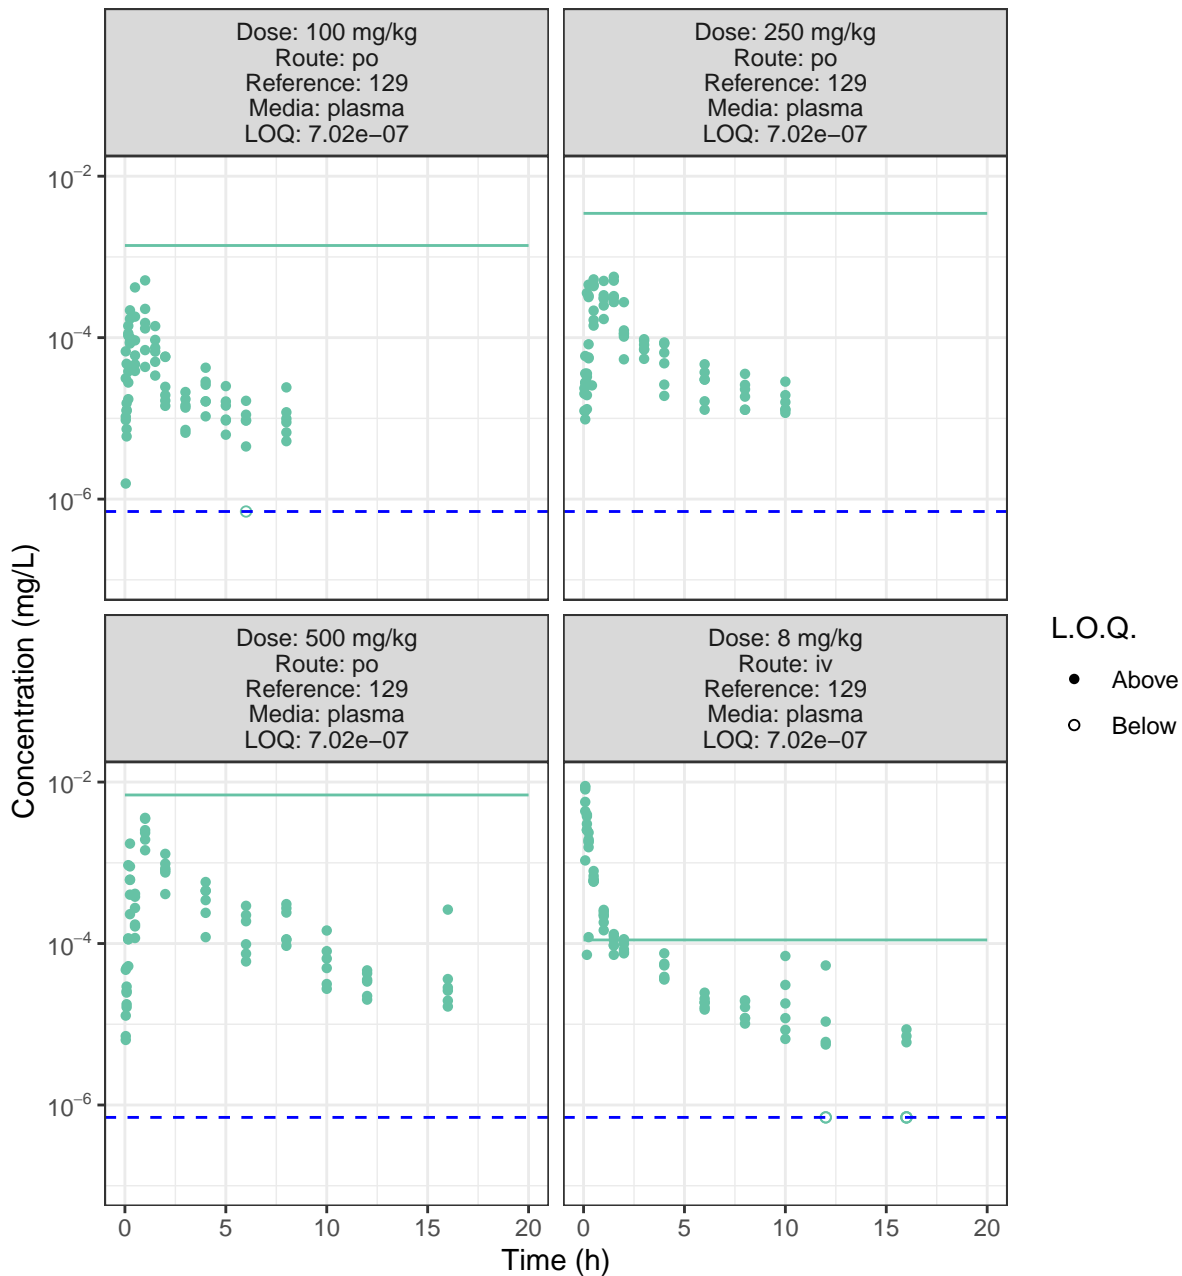 Dose: 100 mg/kg
Route: po
Reference: 129
Media: plasma
LOQ: 7.02e−07
Dose: 250 mg/kg
Route: po
Reference: 129
Media: plasma
LOQ: 7.02e−07
10−2
10−4
10−6
Dose: 500 mg/kg
Route: po
Reference: 129
Media: plasma
LOQ: 7.02e−07
Dose: 8 mg/kg
Route: iv
Reference: 129
Media: plasma
LOQ: 7.02e−07
10−2
10−4
10−6
0 5 10 15 20
0 5 10 15 20
Time (h)
Concentration (mg/L)
L.O.Q.
Above
Below